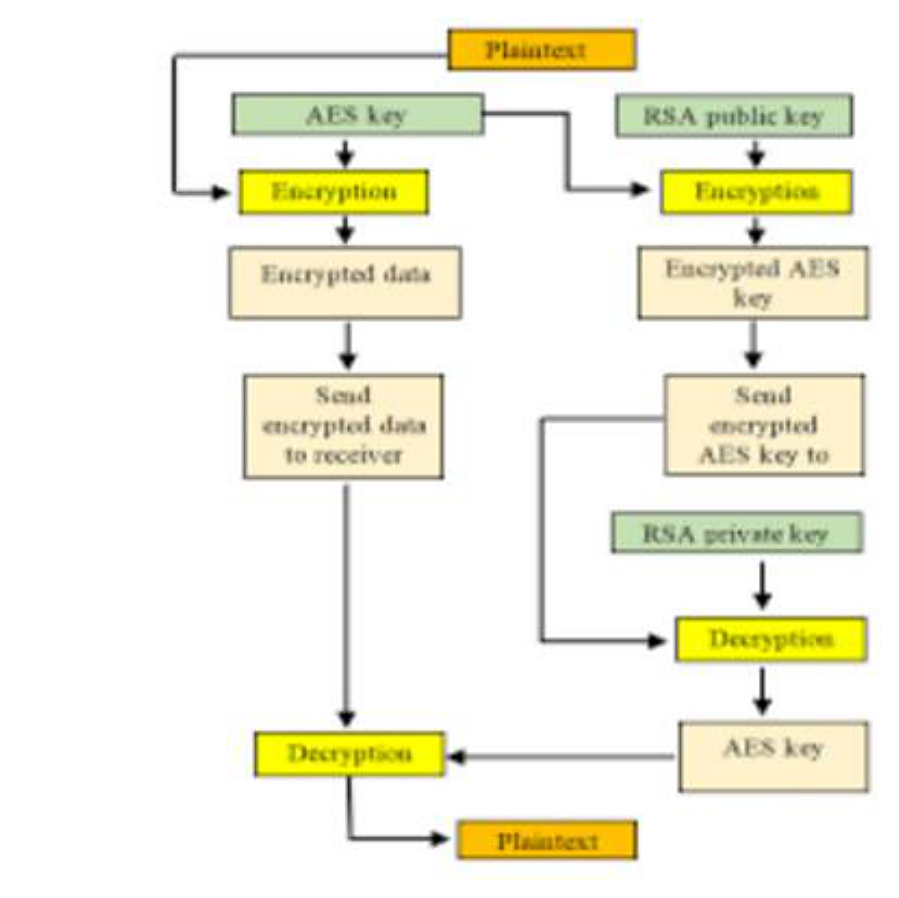 Plaintext
AES key
RSA public key
Encryption
Encryption
Encrypted data
Encrypted AES
key
Send
encrypted data
to receiver
Send
encrypted
AES key to
RSA private key
Decryption
Decryption
AES key
Plaintext